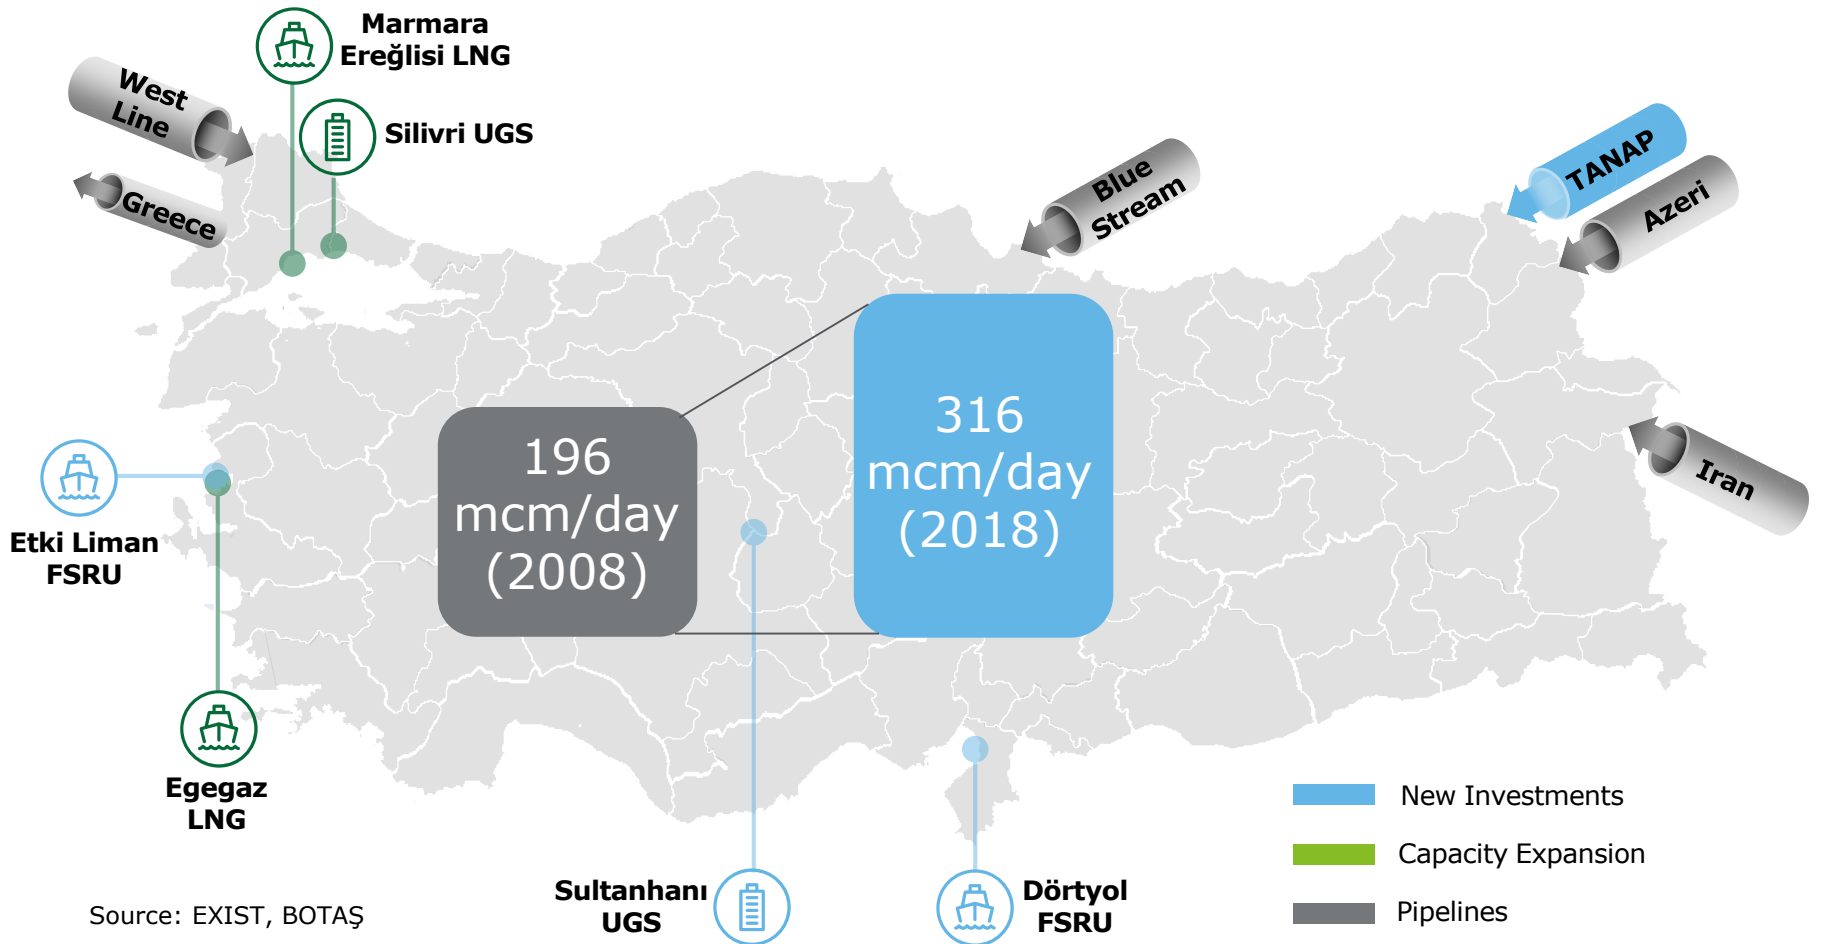 Marmara
Ereğlisi LNG
West
Line
Silivri UGS
Greece
Blue
Stream
TANAP
Azeri
196
mcm/day
(2008)
316
mcm/day
(2018)
Iran
Etki Liman
FSRU
Egegaz
LNG
Sultanhanı
UGS
Dörtyol
FSRU
New Investments
Capacity Expansion
Pipelines
Source: EXIST, BOTAŞ